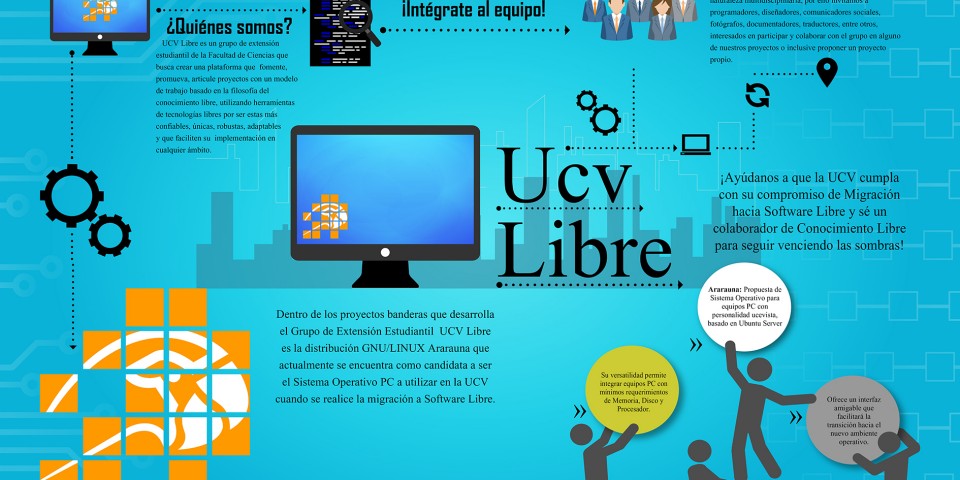 ¡Intégrate al equipo!
¿Quiénes somos?
UCV Libre es un grupo de extensión
estudiantil de la Facultad de Ciencias que
busca crear una plataforma que fomente,
promueva, articule proyectos con un modelo
de trabajo basado en la filosofía del
conocimiento libre, utilizando herramientas
de tecnologías libres por ser estas más
confiables, únicas, robustas, adaptables
y que faciliten su implementación en
cualquier ámbito.
programadores, diseñadores, comunicadores sociales,
fotógrafos, documentadores, traductores, entre otros,
interesados en participar y colaborar con el grupo en alguno
de nuestros proyectos o inclusive proponer un proyecto
propio.
Ucv
Libre
¡Ayúdanos a que la UCV cumpla
con su compromiso de Migración
hacia Software Libre y sé un
colaborador de Conocimiento Libre
para seguir venciendo las sombras!
Dentro de los proyectos banderas que desarrolla
el Grupo de Extensión Estudiantil UCV Libre
es la distribución GNU/LINUX Ararauna que
actualmente se encuentra como candidata a ser
el Sistema Operativo PC a utilizar en la UCV
cuando se realice la migración a Software Libre.
Ararauna: Propuesta de
Sistema Operativo para
equipos PC con
personalidad ucevista,
basado en Ubuntu Server
Su versatilidad permite
integrar equipos PC con
mínimos requerimientos
de Memoria, Disco y
Procesador.
Ofrece un interfaz
amigable que
facilitará la
transición hacia el
nuevo ambiente
operativo.